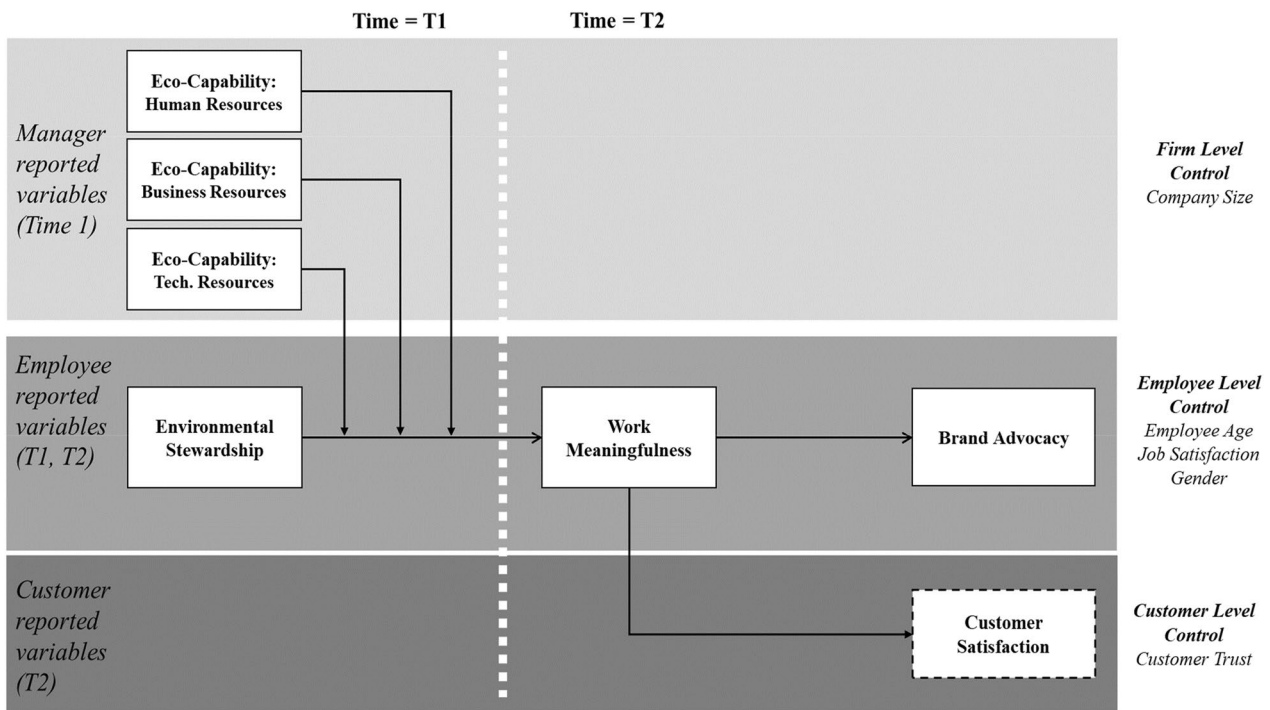 Time = T1
Time = T2
Manager
reported
variables
(Time 1)
Eco-Capability:
Human Resources
Eco-Capability:
Business Resources
Eco-Capability:
Tech. Resources
Firm Level
Control
Company Size
Employee
reported
variables
(T1, T2)
Environmental
Stewardship
Work
Meaningfulness
Brand Advocacy
Employee Level
Control
Employee Age
Job Satisfaction
Gender
Customer
reported
variables
(T2)
Customer
Satisfaction
Customer Level
Control
Customer Trust